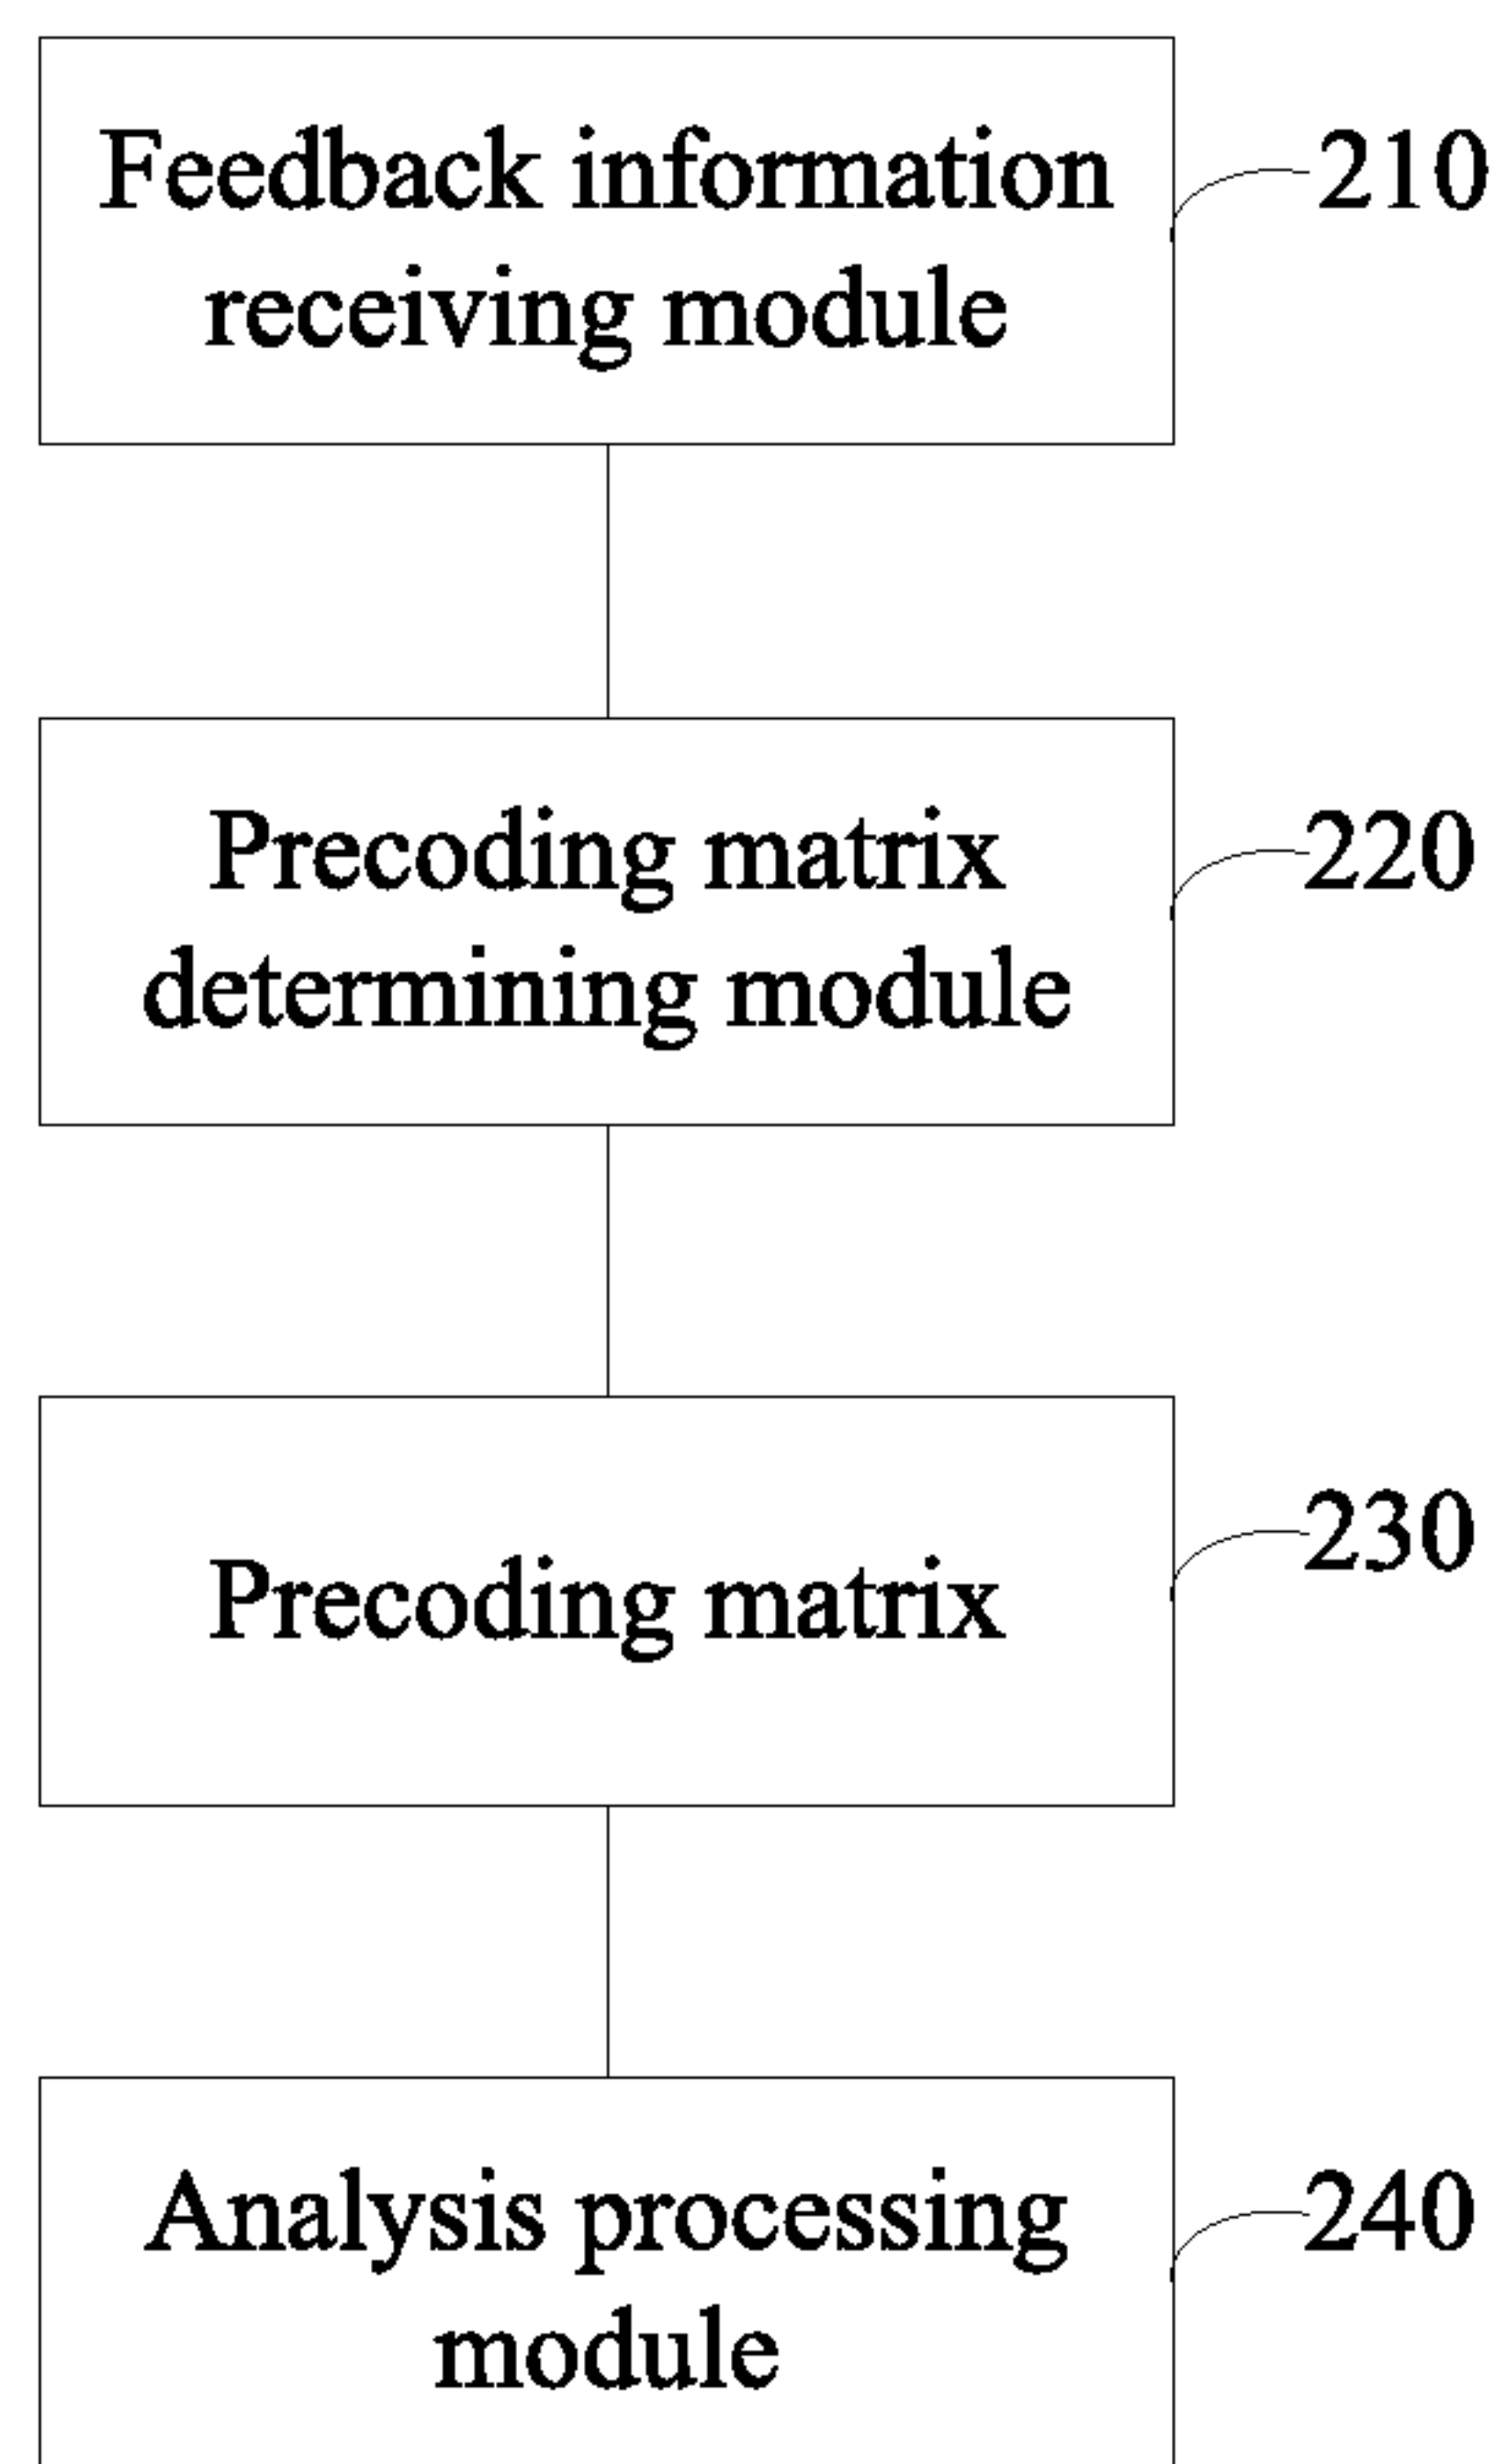 Feedback information
receiving module
210
Precoding matrix
determining module
220
Precoding matrix
230
Analysis processing
module
240